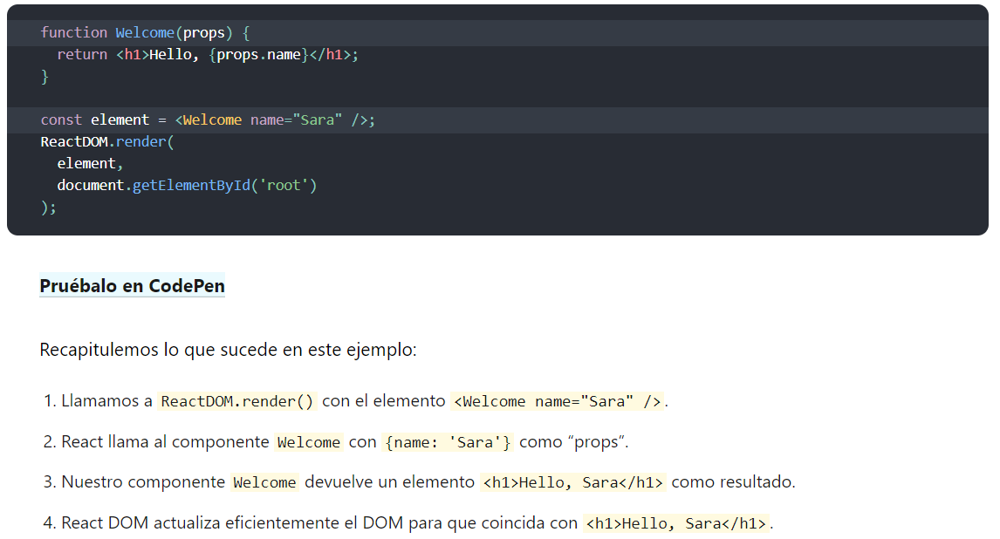 function Welcome(props) {
  return <h1>Hello, {props.name}</h1>;
}
const element = <Welcome name="Sara" />;
ReactDOM.render(
  element,
  document.getElementById('root')
);
Pruébalo en CodePen
Recapitulemos lo que sucede en este ejemplo:
1. Llamamos a ReactDOM.render() con el elemento <Welcome name="Sara" />.
2. React llama al componente Welcome con {name: 'Sara'} como “props”.
3. Nuestro componente Welcome devuelve un elemento <h1>Hello, Sara</h1> como resultado.
4. React DOM actualiza eficientemente el DOM para que coincida con <h1>Hello, Sara</h1>.